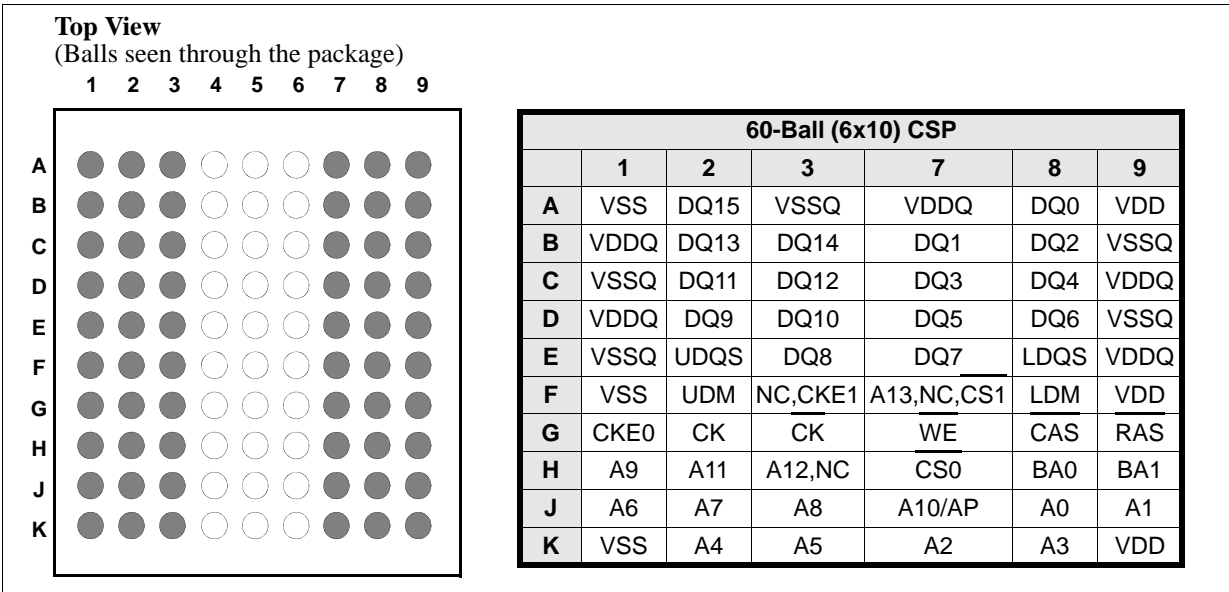 Top View
(Balls seen through the package)
1 2 3 4 5 6 7 8 9
A
B
C
D
E
F
G
H
J
K
60-Ball (6x10) CSP
1 2 3 7 8 9
A VSS DQ15 VSSQ VDDQ DQ0 VDD
B VDDQ DQ13 DQ14 DQ1 DQ2 VSSQ
C VSSQ DQ11 DQ12 DQ3 DQ4 VDDQ
D VDDQ DQ9 DQ10 DQ5 DQ6 VSSQ
E VSSQ UDQS DQ8 DQ7 LDQS VDDQ
F VSS UDM NC,CKE1 A13,NC,CS1 LDM VDD
G CKE0 CK CK WE CAS RAS
H A9 A11 A12,NC CS0 BA0 BA1
J A6 A7 A8 A10/AP A0 A1
K VSS A4 A5 A2 A3 VDD